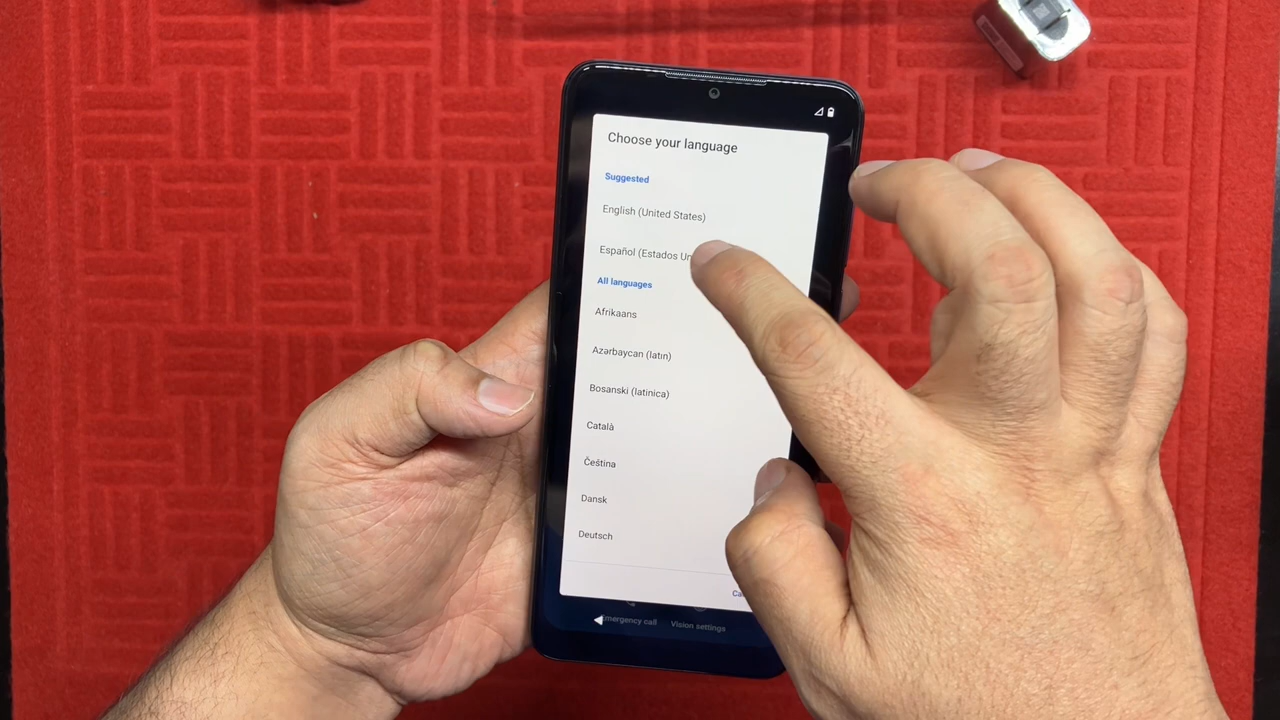 Choose your language
Suggested
English (United States)
Español (Estados
All languages
Afrikaans
Azərbaycan (latın)
Bosanski (latinica)
Català
Čeština
Dansk
Deutsch
Emergency call
Vision settings